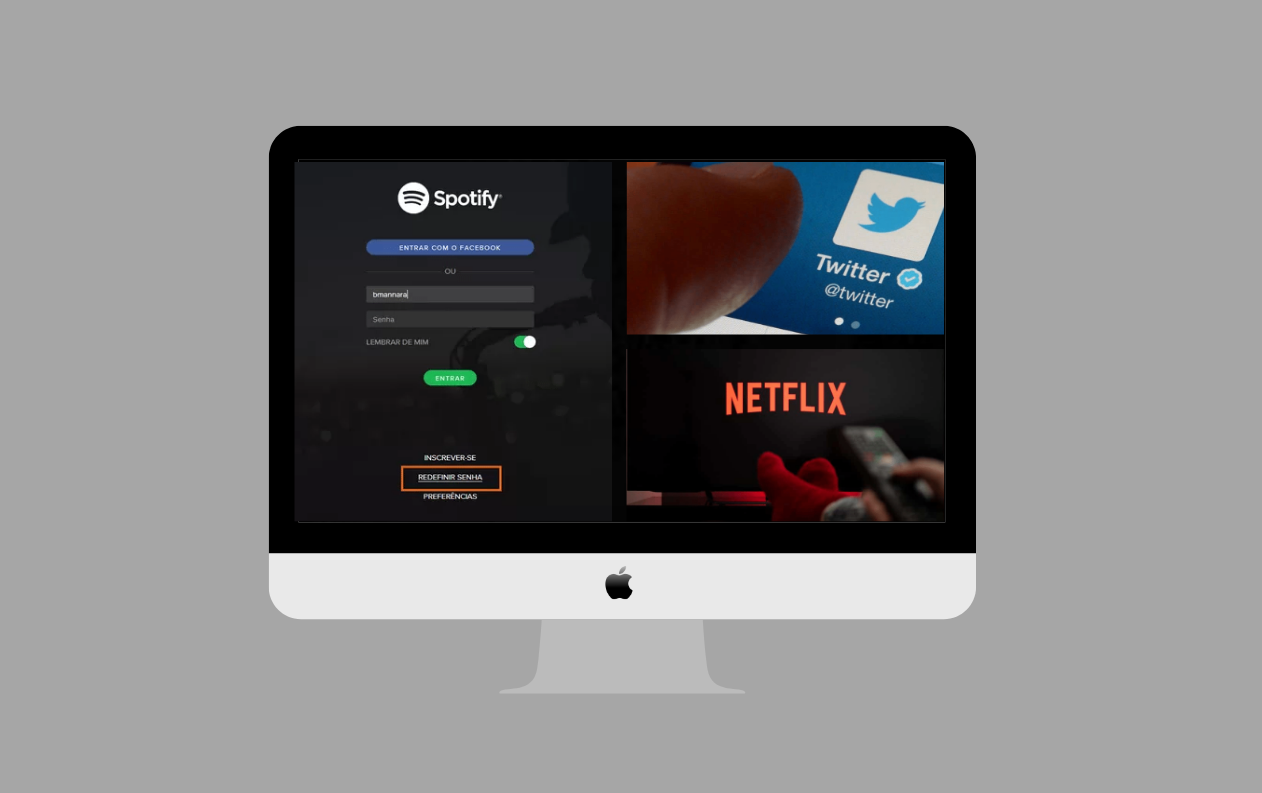 Spotify
ENTRAR COM O FACEBOOK
OU
bmannara
Senha
LEMBRAR DE MIM
ENTRAR
INSCREVER-SE
REDEFINIR SENHA
PREFERÊNCIAS
Twitter
@twitter
NETFLIX